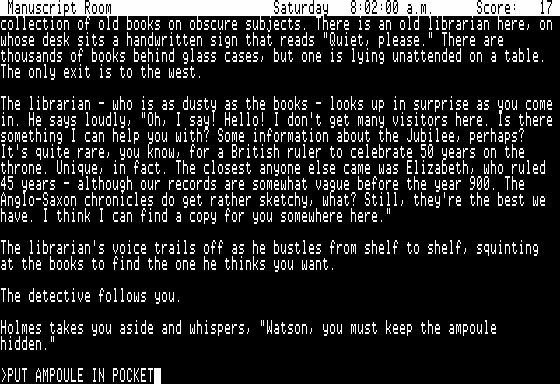 Manuscript Room Saturday 8:02:00 a.m. Score: 17
collection of old books on obscure subjects. There is an old librarian here, on
whose desk sits a handwritten sign that reads "Quiet, please." There are
thousands of books behind glass cases, but one is lying unattended on a table.
The only exit is to the west.
The librarian - who is as dusty as the books - looks up in surprise as you come
in. He says loudly, "Oh, I say! Hello! I don't get many visitors here. Is there
something I can help you with? Some information about the Jubilee, perhaps?
It's quite rare, you know, for a British ruler to celebrate 50 years on the
throne. Unique, in fact. The closest anyone else came was Elizabeth, who ruled
45 years - although our records are somewhat vague before the year 900. The
Anglo-Saxon chronicles do get rather sketchy, what? Still, they're the best we
have. I think I can find a copy for you somewhere here."
The librarian's voice trails off as he bustles from shelf to shelf, squinting
at the books to find the one he thinks you want.
The detective follows you.
Holmes takes you aside and whispers, "Watson, you must keep the ampoule
hidden."
>PUT AMPOULE IN POCKET